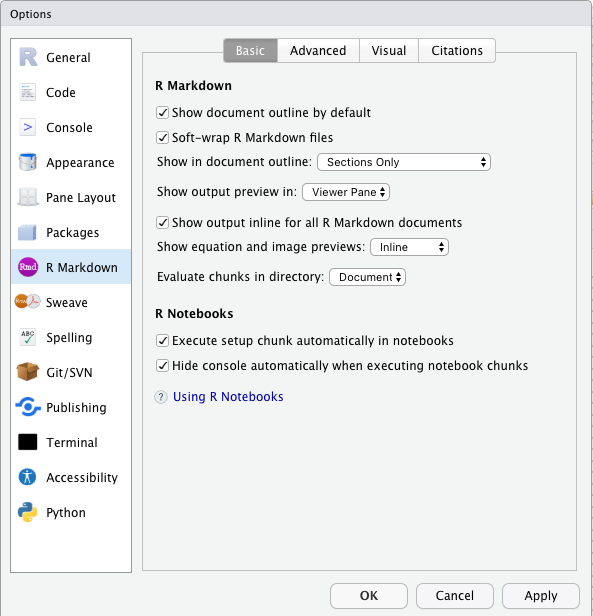 Options
General
Code
Console
Appearance
Pane Layout
Packages
Rmd R Markdown
Sweave
ABC Spelling
Git/SVN
Publishing
Terminal
Accessibility
Python
Basic Advanced Visual Citations
R Markdown
Show document outline by default
Soft-wrap R Markdown files
Show in document outline: Sections Only
Show output preview in: Viewer Pane
Show output inline for all R Markdown documents
Show equation and image previews: Inline
Evaluate chunks in directory: Document
R Notebooks
Execute setup chunk automatically in notebooks
Hide console automatically when executing notebook chunks
? Using R Notebooks
OK Cancel Apply